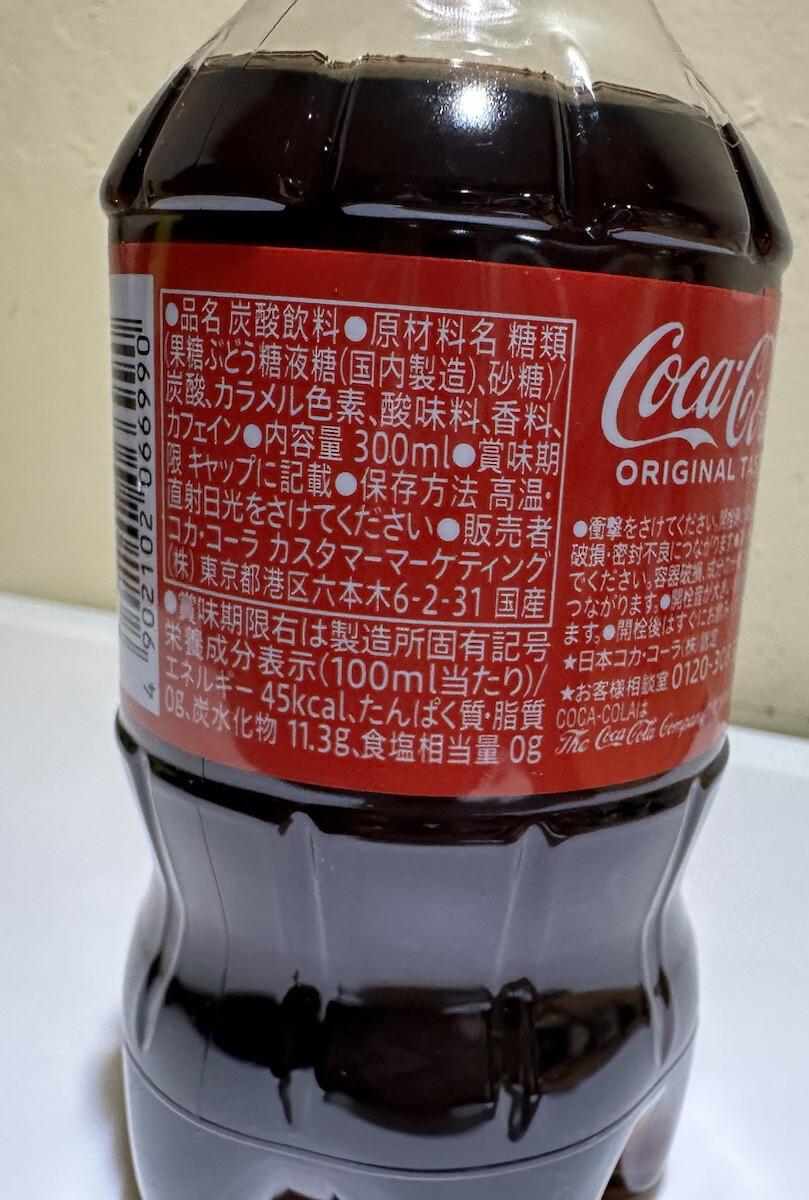 ●品名 炭酸飲料●原材料名 糖類
(果糖ぶどう糖液糖(国内製造)、砂糖)/
炭酸、カラメル色素、酸味料、香料、
カフェイン●内容量 300ml●賞味期
限 キャップに記載●保存方法 高温・
直射日光をさけてください●販売者
コカ・コーラ カスタマーマーケティング
(株) 東京都港区六本木6-2-31 国産
●賞味期限右は製造所固有記号
栄養成分表示(100ml当たり)/
エネルギー 45kcal、たんぱく質・脂質
0g、炭水化物 11.3g、食塩相当量 0g
4 902102 066990
Coca-Co
ORIGINAL
●衝撃をさけてください。
破損・密封不良につながります
でください。容器破損、
つながります。●開栓
ます。●開栓後はすぐにお
★日本コカ・コーラ(株)
★お客様相談室 0120-30
COCA-COLAは
The Coca-Cola Company